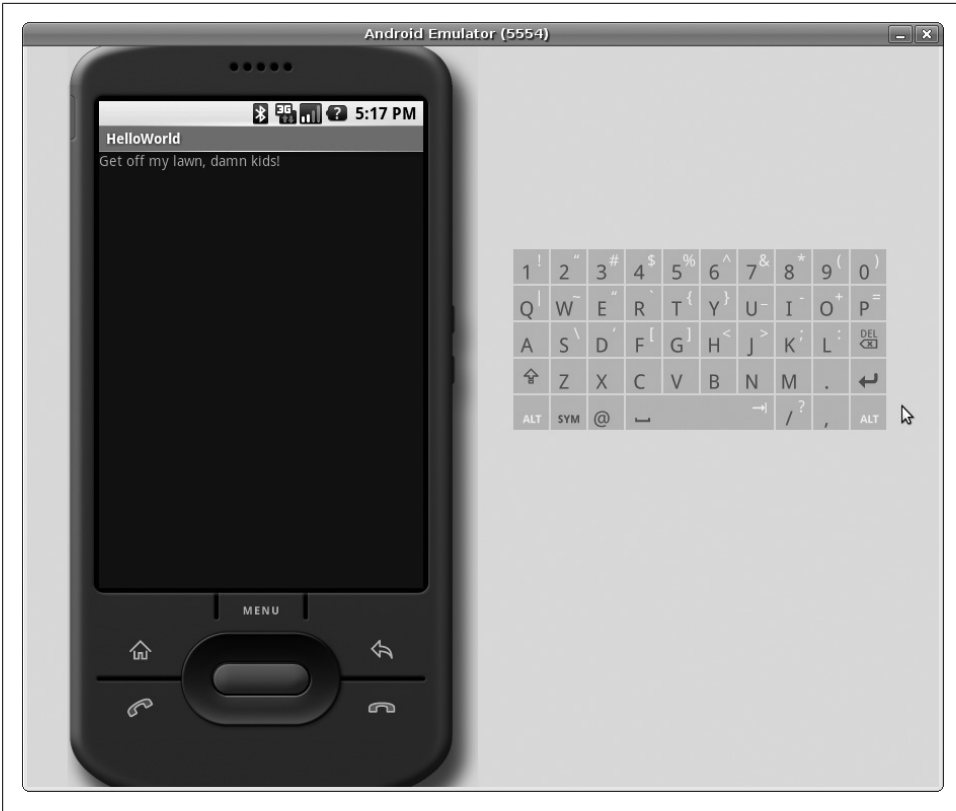 Android Emulator (5554)
3G 5:17 PM
HelloWorld
Get off my lawn, damn kids!
MENU
1 ! 2 " 3 # 4 $ 5 % 6 ^ 7 & 8 * 9 ( 0 )
Q | W ~ E " R ` T { Y } U _ I - O + P =
A S \ D ' F [ G ] H < J > K ; L : DEL
Z X C V B N M .
ALT SYM @ / ? , ALT